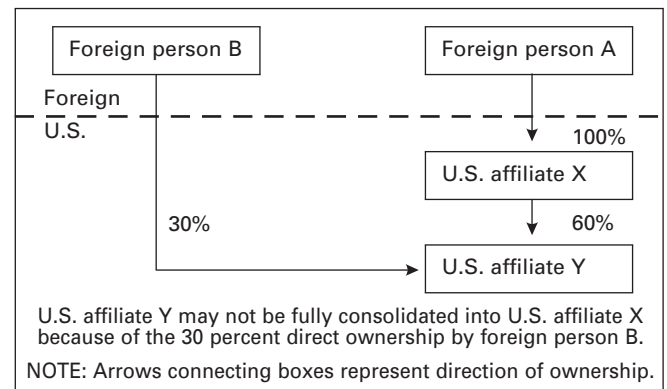 Foreign person B
Foreign person A
Foreign
U.S.
100%
U.S. affiliate X
30%
60%
U.S. affiliate Y
U.S. affiliate Y may not be fully consolidated into U.S. affiliate X
because of the 30 percent direct ownership by foreign person B.
NOTE: Arrows connecting boxes represent direction of ownership.